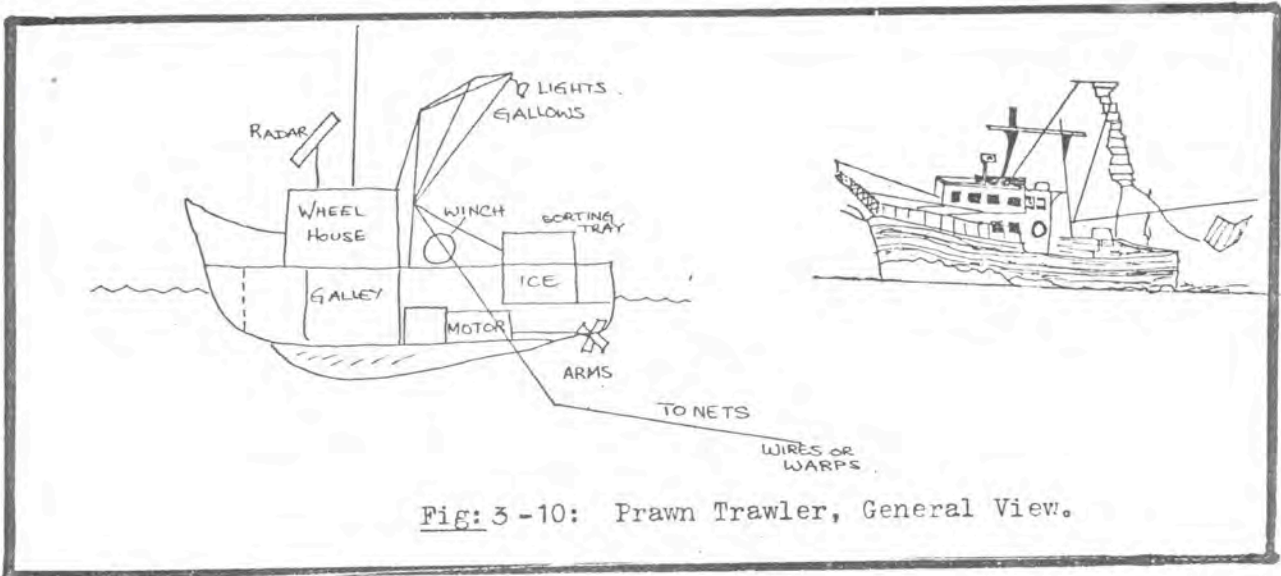 LIGHTS.
GALLOWS
RADAR
WHEEL
HOUSE
WINCH
SORTING
TRAY
ICE
GALLEY
MOTOR
ARMS
TO NETS
WIRES OR
WARPS.
Fig: 3-10: Prawn Trawler, General View.